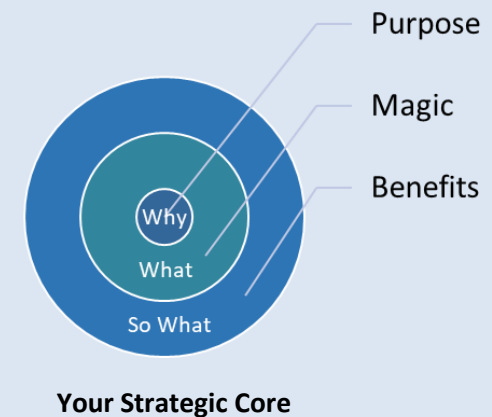 Purpose
Magic
Benefits
Why
What
So What
Your Strategic Core